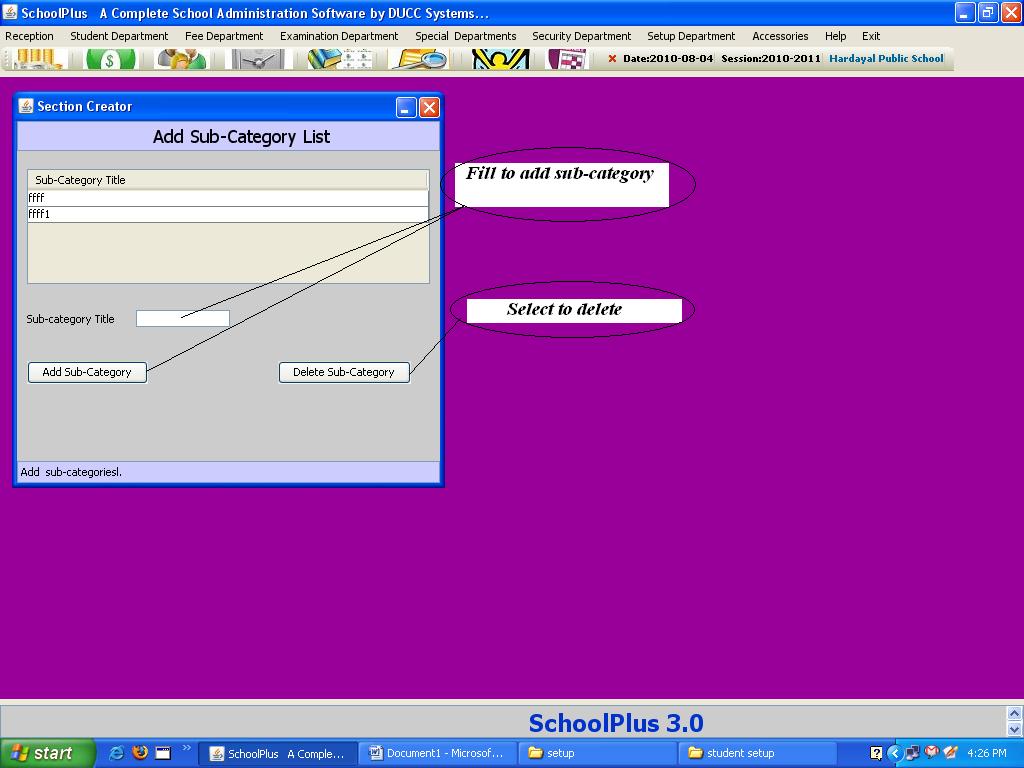 SchoolPlus A Complete School Administration Software by DUCC Systems...
Reception Student Department Fee Department Examination Department Special Departments Security Department Setup Department Accessories Help Exit
Date:2010-08-04 Session:2010-2011 Hardayal Public School
Section Creator
Add Sub-Category List
Sub-Category Title
ffff
ffff1
Fill to add sub-category
Select to delete
Sub-category Title
Add Sub-Category Delete Sub-Category
Add sub-categoriesl.
SchoolPlus 3.0
start SchoolPlus A Comple... Document1 - Microsof... setup student setup 4:26 PM